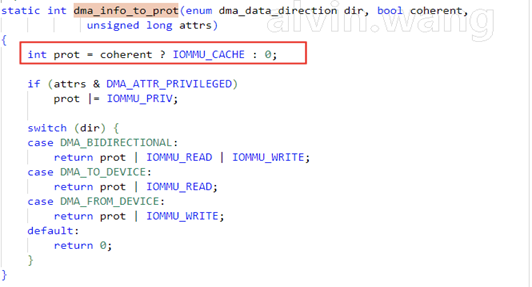 static int dma_info_to_prot(enum dma_data_direction dir, bool coherent,
unsigned long attrs)
alvin.wang
{
int prot = coherent ? IOMMU_CACHE : 0;
if (attrs & DMA_ATTR_PRIVILEGED)
prot |= IOMMU_PRIV;
switch (dir) {
case DMA_BIDIRECTIONAL:
return prot | IOMMU_READ | IOMMU_WRITE;
case DMA_TO_DEVICE:
return prot | IOMMU_READ;
case DMA_FROM_DEVICE:
return prot | IOMMU_WRITE;
default:
return 0;
}
}